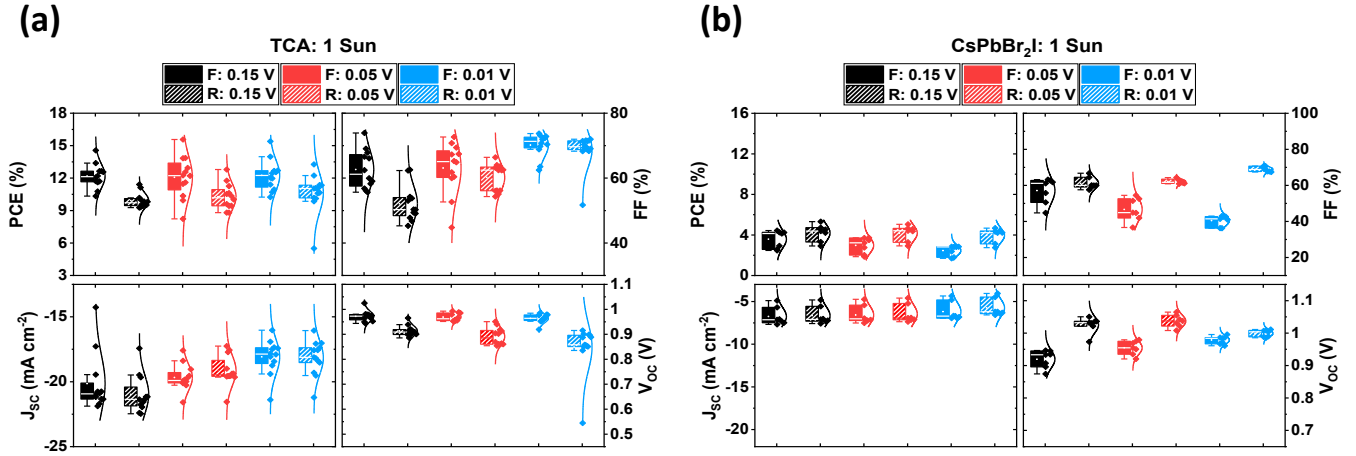 (a)
TCA: 1 Sun
F: 0.15 V F: 0.05 V F: 0.01 V
R: 0.15 V R: 0.05 V R: 0.01 V
PCE (%)
18
15
12
9
6
3
80
60
40
FF (%)
JSC (mA cm-2)
-15
-20
-25
1.1
1
0.9
0.8
0.7
0.6
0.5
VOC (V)
(b)
CsPbBr2I: 1 Sun
F: 0.15 V F: 0.05 V F: 0.01 V
R: 0.15 V R: 0.05 V R: 0.01 V
PCE (%)
16
12
8
4
0
100
80
60
40
20
FF (%)
JSC (mA cm-2)
-5
-10
-15
-20
1.1
1
0.9
0.8
0.7
VOC (V)